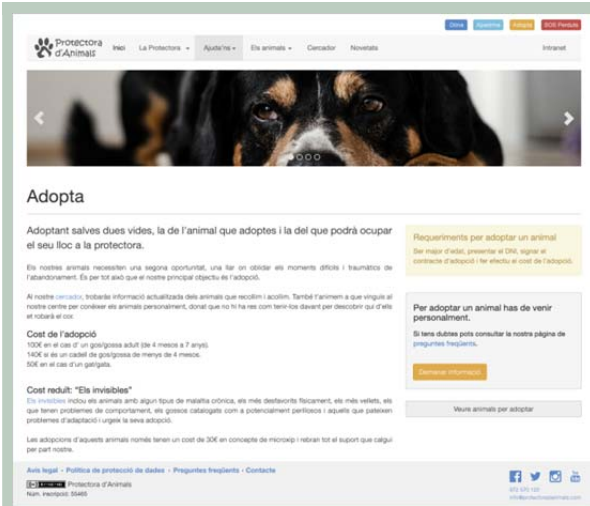 Dona Apadrina Adopta SOS Perduts
Protectora
d'Animals
Inici La Protectora Ajuda'ns Els animals Cercador Novetats Intranet
Adopta
Adoptant salves dues vides, la de l'animal que adoptes i la del que podrà ocupar
el seu lloc a la protectora.
Els nostres animals necessiten una segona oportunitat, una llar on oblidar els moments difícils i traumàtics de
l'abandonament. És per tot això que el nostre principal objectiu és l'adopció.
Al nostre cercador, trobaràs informació actualitzada dels animals que recollim i acollim. També t'animem a que vinguis al
nostre centre per conèixer els animals personalment, donat que no hi ha res com tenir-los davant per descobrir qui d'ells
et robarà el cor.
Cost de l'adopció
100€ en el cas d' un gos/gossa adult (de 4 mesos a 7 anys).
140€ si és un cadell de gos/gossa de menys de 4 mesos.
50€ en el cas d'un gat/gata.
Cost reduït: "Els invisibles"
Els invisibles inclou els animals amb algun tipus de malaltia crònica, els més desfavorits físicament, els més vellets, els
que tenen problemes de comportament, els gossos catalogats com a potencialment perillosos i aquells que pateixen
problemes d'adaptació i urgeix la seva adopció.
Les adopcions d'aquests animals només tenen un cost de 30€ en concepte de microxip i rebran tot el suport que calgui
per part nostre.
Requeriments per adoptar un animal
Ser major d'edat, presentar el DNI, signar el
contracte d'adopció i fer efectiu el cost de l'adopció.
Per adoptar un animal has de venir
personalment.
Si tens dubtes pots consultar la nostra pàgina de
preguntes freqüents.
Demanar informació
Veure animals per adoptar
Avís legal - Política de protecció de dades - Preguntes freqüents - Contacte
Protectora d'Animals
Núm. Inscripció: 55465
972 570 122